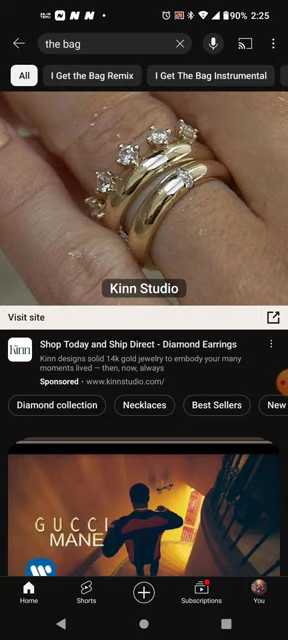 90% 2:25
the bag
All
I Get the Bag Remix
I Get The Bag Instrumental
Kinn Studio
Visit site
Kinn
Shop Today and Ship Direct - Diamond Earrings
Kinn designs solid 14k gold jewelry to embody your many
moments lived — then, now, always
Sponsored · www.kinnstudio.com/
Diamond collection
Necklaces
Best Sellers
New
GUCCI
MANE
W
Home
Shorts
Subscriptions
You